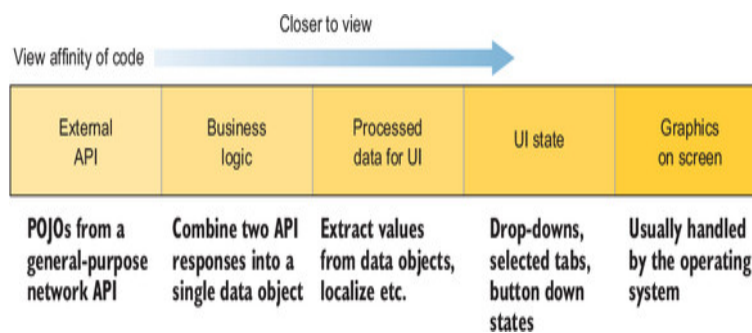 Closer to view
View affinity of code
External
API
Business
logic
Processed
data for UI
UI state
Graphics
on screen
POJOs from a
general-purpose
network API
Combine two API
responses into a
single data object
Extract values
from data objects,
localize etc.
Drop-downs,
selected tabs,
button down
states
Usually handled
by the operating
system